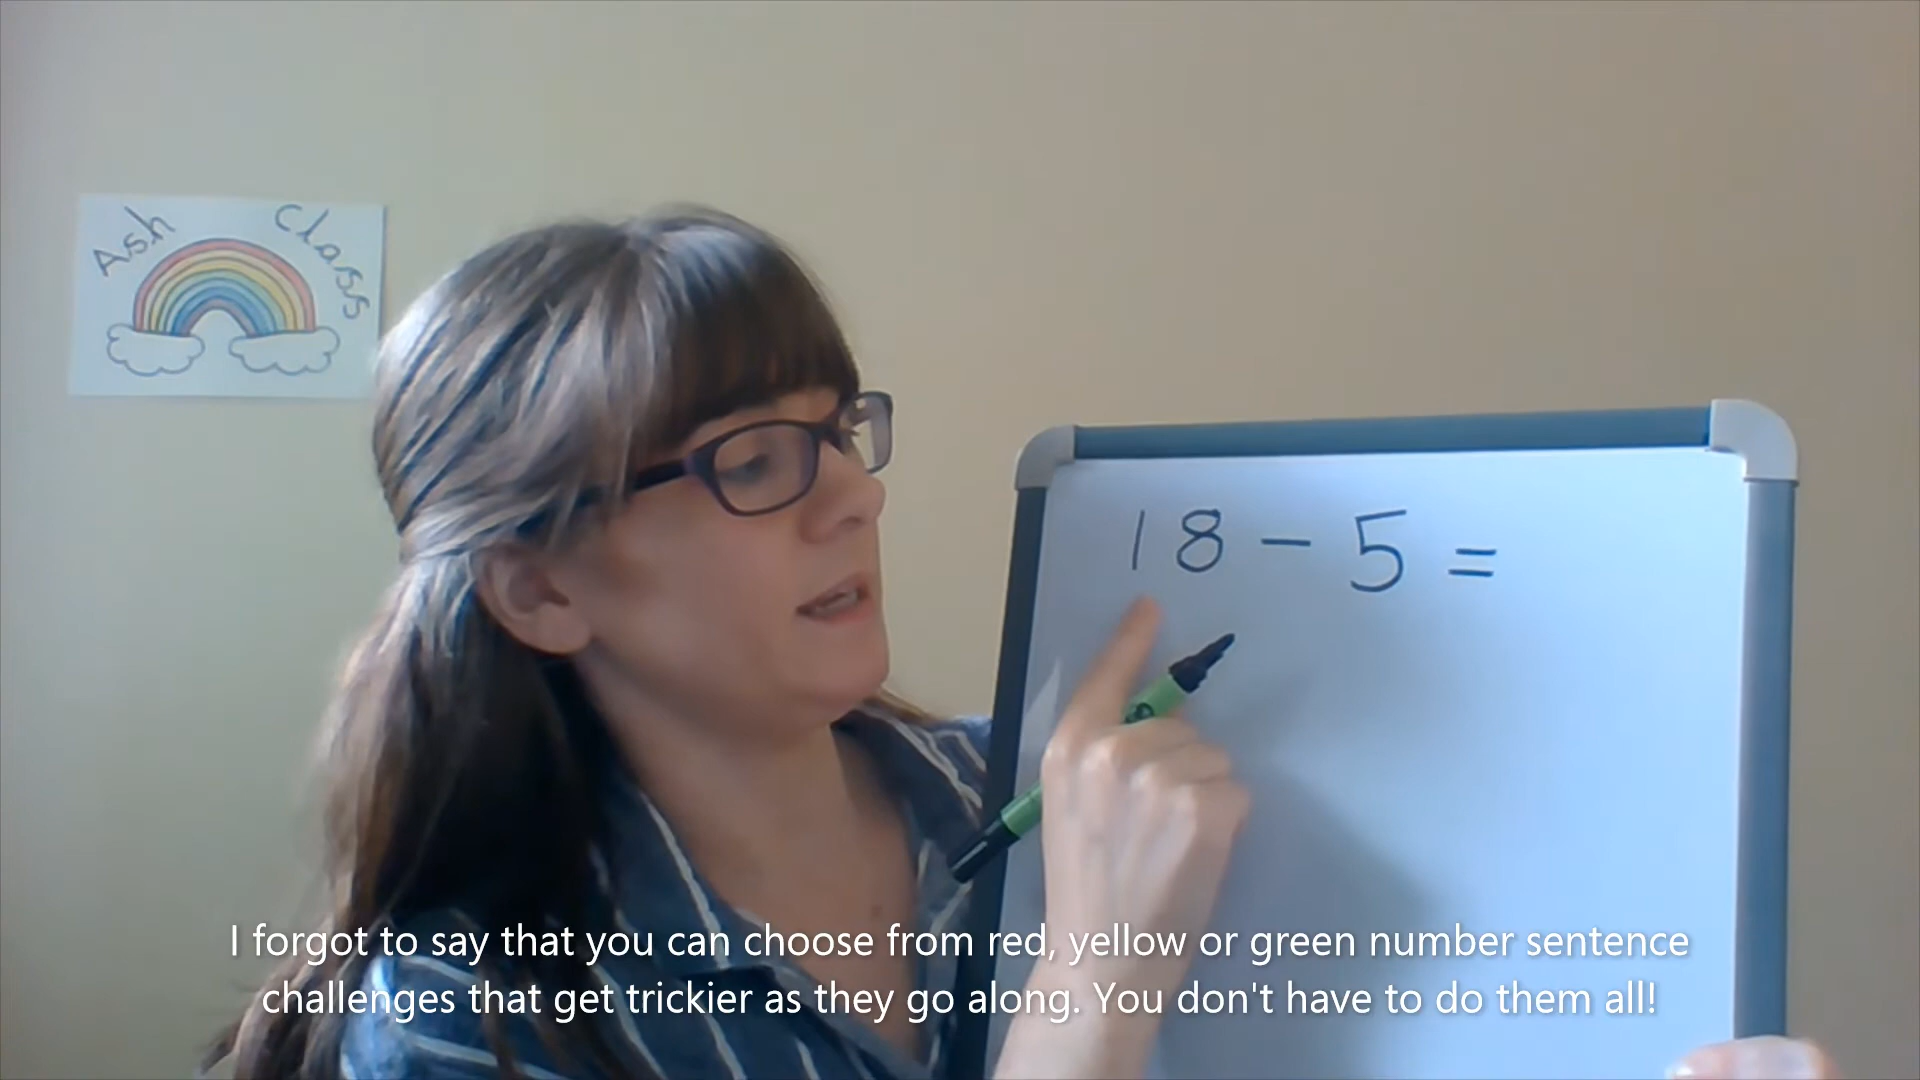 Ash Class
18 - 5 =
I forgot to say that you can choose from red, yellow or green number sentence
challenges that get trickier as they go along. You don't have to do them all!